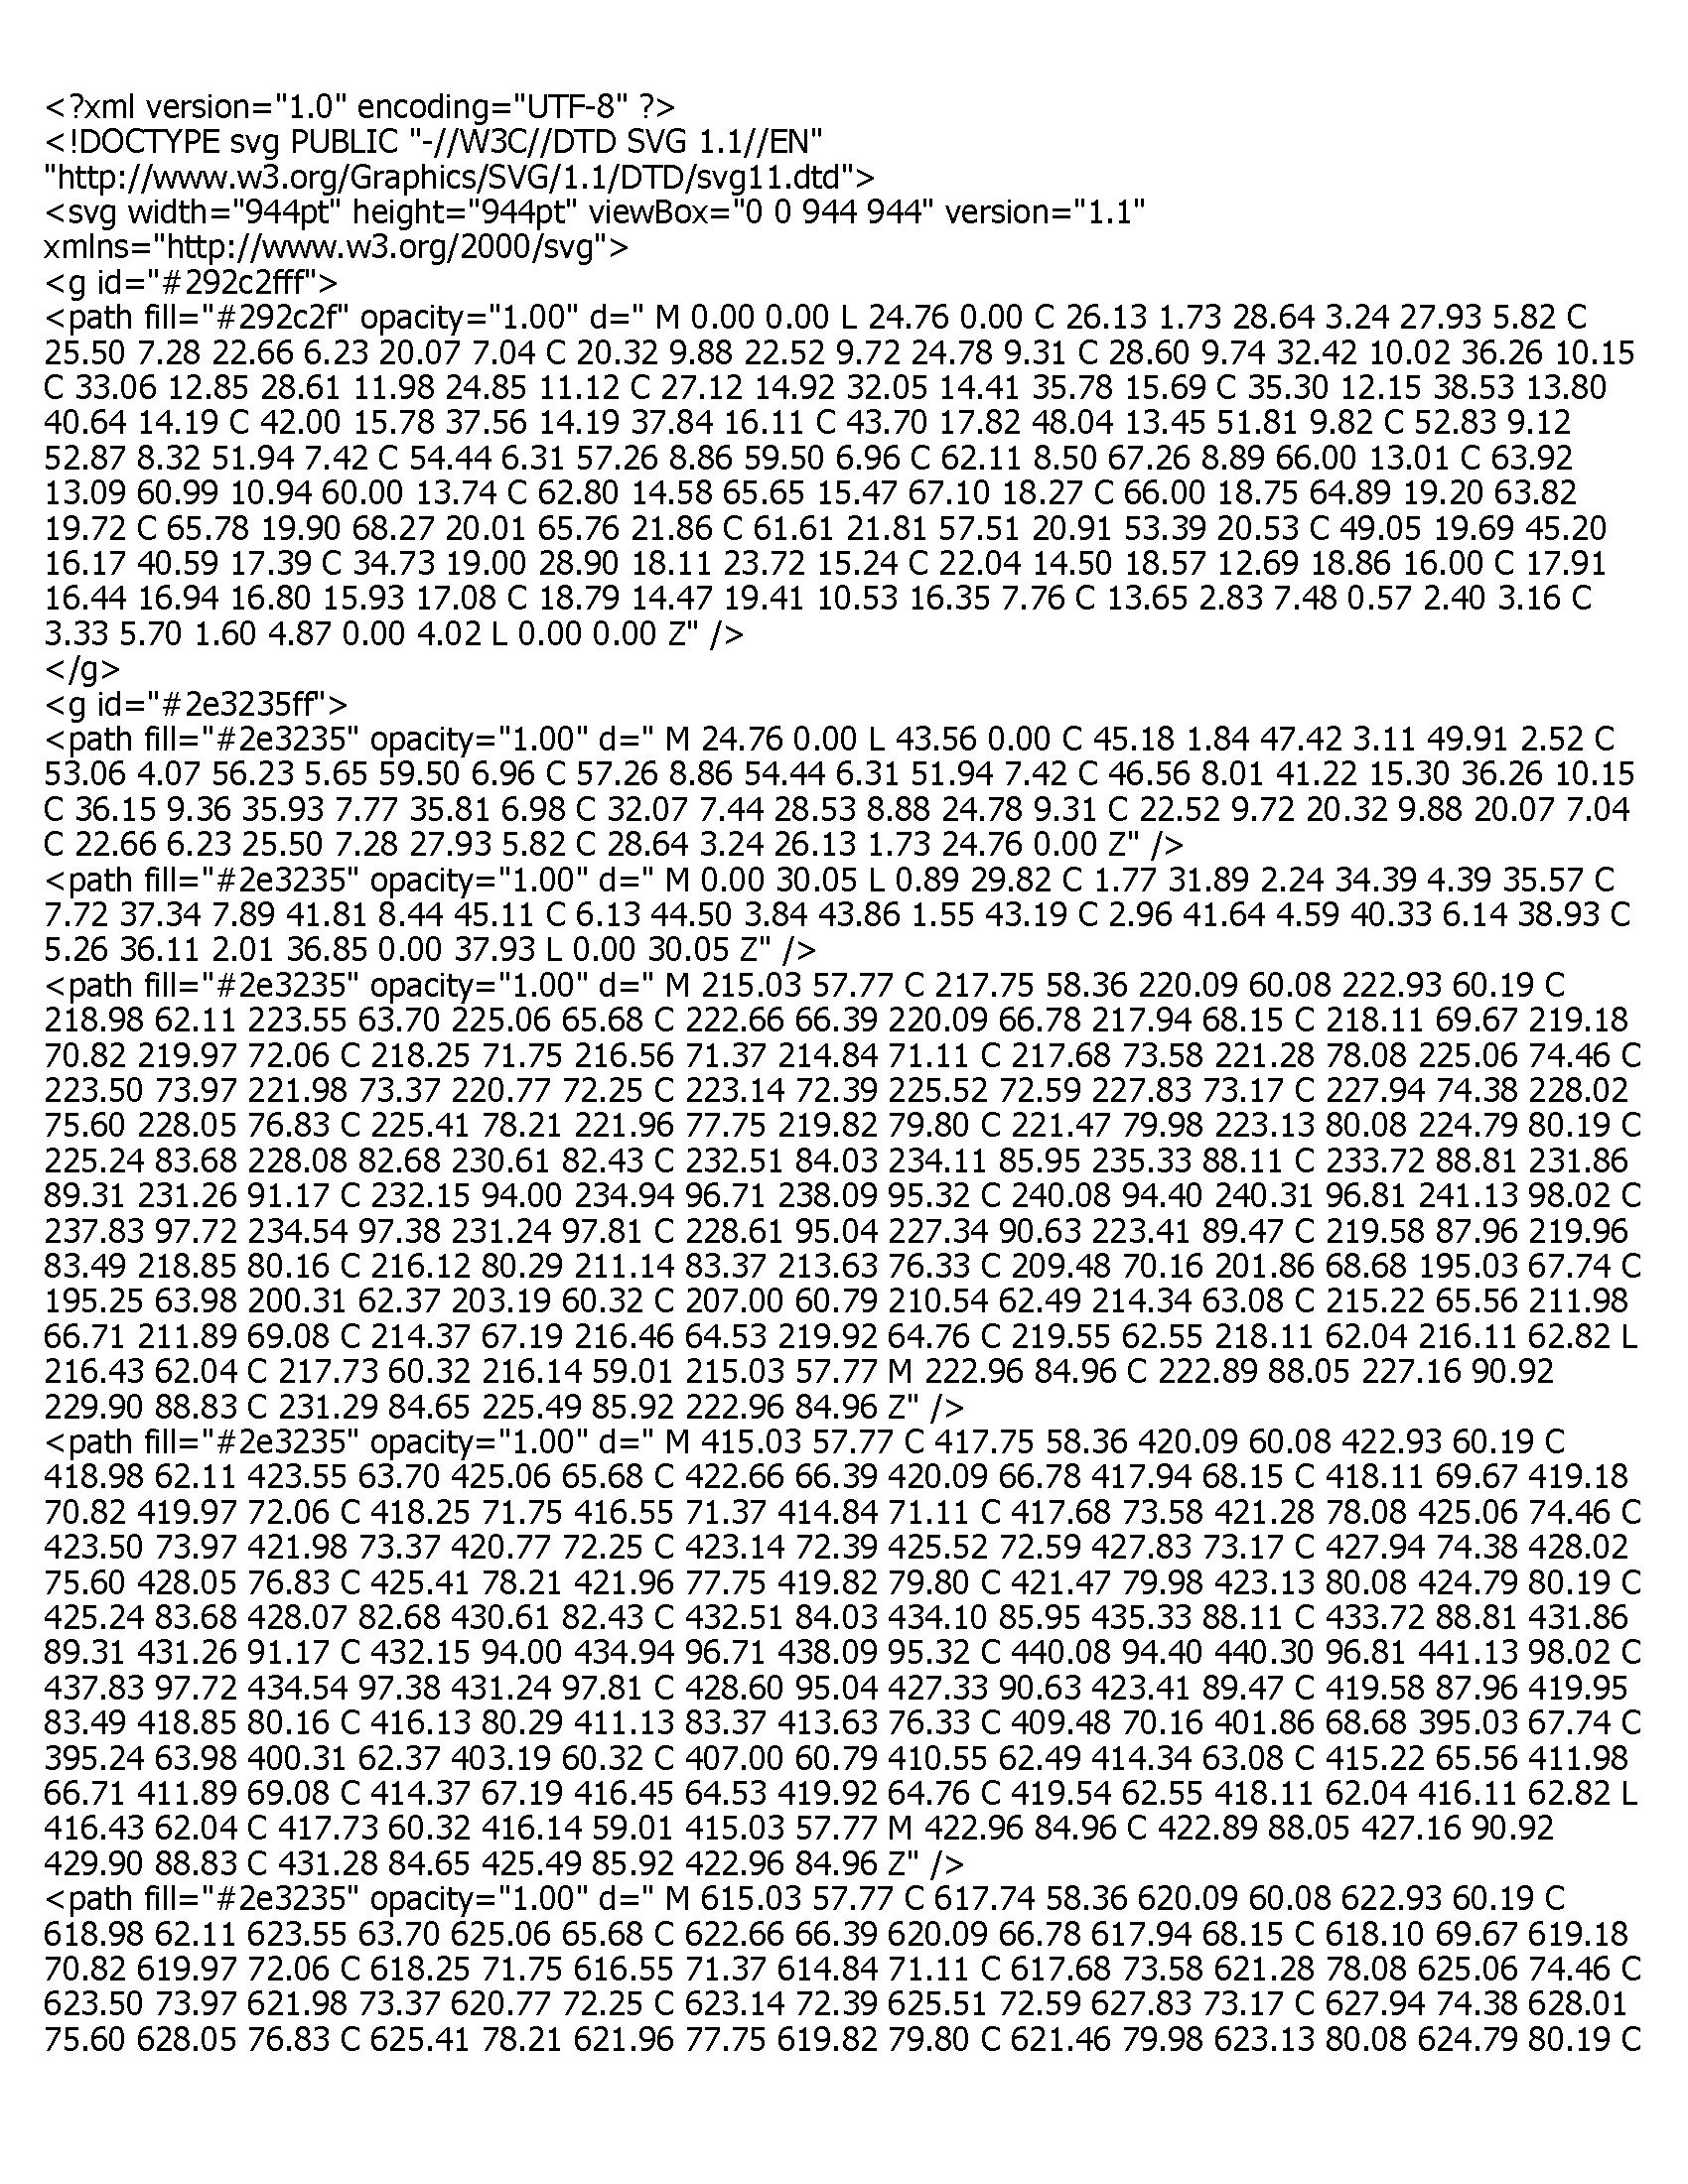 <?xml version="1.0" encoding="UTF-8" ?>
<!DOCTYPE svg PUBLIC "-//W3C//DTD SVG 1.1//EN"
"http://www.w3.org/Graphics/SVG/1.1/DTD/svg11.dtd">
<svg width="944pt" height="944pt" viewBox="0 0 944 944" version="1.1"
xmlns="http://www.w3.org/2000/svg">
<g id="#292c2fff">
<path fill="#292c2f" opacity="1.00" d=" M 0.00 0.00 L 24.76 0.00 C 26.13 1.73 28.64 3.24 27.93 5.82 C
25.50 7.28 22.66 6.23 20.07 7.04 C 20.32 9.88 22.52 9.72 24.78 9.31 C 28.60 9.74 32.42 10.02 36.26 10.15
C 33.06 12.85 28.61 11.98 24.85 11.12 C 27.12 14.92 32.05 14.41 35.78 15.69 C 35.30 12.15 38.53 13.80
40.64 14.19 C 42.00 15.78 37.56 14.19 37.84 16.11 C 43.70 17.82 48.04 13.45 51.81 9.82 C 52.83 9.12
52.87 8.32 51.94 7.42 C 54.44 6.31 57.26 8.86 59.50 6.96 C 62.11 8.50 67.26 8.89 66.00 13.01 C 63.92
13.09 60.99 10.94 60.00 13.74 C 62.80 14.58 65.65 15.47 67.10 18.27 C 66.00 18.75 64.89 19.20 63.82
19.72 C 65.78 19.90 68.27 20.01 65.76 21.86 C 61.61 21.81 57.51 20.91 53.39 20.53 C 49.05 19.69 45.20
16.17 40.59 17.39 C 34.73 19.00 28.90 18.11 23.72 15.24 C 22.04 14.50 18.57 12.69 18.86 16.00 C 17.91
16.44 16.94 16.80 15.93 17.08 C 18.79 14.47 19.41 10.53 16.35 7.76 C 13.65 2.83 7.48 0.57 2.40 3.16 C
3.33 5.70 1.60 4.87 0.00 4.02 L 0.00 0.00 Z" />
</g>
<g id="#2e3235ff">
<path fill="#2e3235" opacity="1.00" d=" M 24.76 0.00 L 43.56 0.00 C 45.18 1.84 47.42 3.11 49.91 2.52 C
53.06 4.07 56.23 5.65 59.50 6.96 C 57.26 8.86 54.44 6.31 51.94 7.42 C 46.56 8.01 41.22 15.30 36.26 10.15
C 36.15 9.36 35.93 7.77 35.81 6.98 C 32.07 7.44 28.53 8.88 24.78 9.31 C 22.52 9.72 20.32 9.88 20.07 7.04
C 22.66 6.23 25.50 7.28 27.93 5.82 C 28.64 3.24 26.13 1.73 24.76 0.00 Z" />
<path fill="#2e3235" opacity="1.00" d=" M 0.00 30.05 L 0.89 29.82 C 1.77 31.89 2.24 34.39 4.39 35.57 C
7.72 37.34 7.89 41.81 8.44 45.11 C 6.13 44.50 3.84 43.86 1.55 43.19 C 2.96 41.64 4.59 40.33 6.14 38.93 C
5.26 36.11 2.01 36.85 0.00 37.93 L 0.00 30.05 Z" />
<path fill="#2e3235" opacity="1.00" d=" M 215.03 57.77 C 217.75 58.36 220.09 60.08 222.93 60.19 C
218.98 62.11 223.55 63.70 225.06 65.68 C 222.66 66.39 220.09 66.78 217.94 68.15 C 218.11 69.67 219.18
70.82 219.97 72.06 C 218.25 71.75 216.56 71.37 214.84 71.11 C 217.68 73.58 221.28 78.08 225.06 74.46 C
223.50 73.97 221.98 73.37 220.77 72.25 C 223.14 72.39 225.52 72.59 227.83 73.17 C 227.94 74.38 228.02
75.60 228.05 76.83 C 225.41 78.21 221.96 77.75 219.82 79.80 C 221.47 79.98 223.13 80.08 224.79 80.19 C
225.24 83.68 228.08 82.68 230.61 82.43 C 232.51 84.03 234.11 85.95 235.33 88.11 C 233.72 88.81 231.86
89.31 231.26 91.17 C 232.15 94.00 234.94 96.71 238.09 95.32 C 240.08 94.40 240.31 96.81 241.13 98.02 C
237.83 97.72 234.54 97.38 231.24 97.81 C 228.61 95.04 227.34 90.63 223.41 89.47 C 219.58 87.96 219.96
83.49 218.85 80.16 C 216.12 80.29 211.14 83.37 213.63 76.33 C 209.48 70.16 201.86 68.68 195.03 67.74 C
195.25 63.98 200.31 62.37 203.19 60.32 C 207.00 60.79 210.54 62.49 214.34 63.08 C 215.22 65.56 211.98
66.71 211.89 69.08 C 214.37 67.19 216.46 64.53 219.92 64.76 C 219.55 62.55 218.11 62.04 216.11 62.82 L
216.43 62.04 C 217.73 60.32 216.14 59.01 215.03 57.77 M 222.96 84.96 C 222.89 88.05 227.16 90.92
229.90 88.83 C 231.29 84.65 225.49 85.92 222.96 84.96 Z" />
<path fill="#2e3235" opacity="1.00" d=" M 415.03 57.77 C 417.75 58.36 420.09 60.08 422.93 60.19 C
418.98 62.11 423.55 63.70 425.06 65.68 C 422.66 66.39 420.09 66.78 417.94 68.15 C 418.11 69.67 419.18
70.82 419.97 72.06 C 418.25 71.75 416.55 71.37 414.84 71.11 C 417.68 73.58 421.28 78.08 425.06 74.46 C
423.50 73.97 421.98 73.37 420.77 72.25 C 423.14 72.39 425.52 72.59 427.83 73.17 C 427.94 74.38 428.02
75.60 428.05 76.83 C 425.41 78.21 421.96 77.75 419.82 79.80 C 421.47 79.98 423.13 80.08 424.79 80.19 C
425.24 83.68 428.07 82.68 430.61 82.43 C 432.51 84.03 434.10 85.95 435.33 88.11 C 433.72 88.81 431.86
89.31 431.26 91.17 C 432.15 94.00 434.94 96.71 438.09 95.32 C 440.08 94.40 440.30 96.81 441.13 98.02 C
437.83 97.72 434.54 97.38 431.24 97.81 C 428.60 95.04 427.33 90.63 423.41 89.47 C 419.58 87.96 419.95
83.49 418.85 80.16 C 416.13 80.29 411.13 83.37 413.63 76.33 C 409.48 70.16 401.86 68.68 395.03 67.74 C
395.24 63.98 400.31 62.37 403.19 60.32 C 407.00 60.79 410.55 62.49 414.34 63.08 C 415.22 65.56 411.98
66.71 411.89 69.08 C 414.37 67.19 416.45 64.53 419.92 64.76 C 419.54 62.55 418.11 62.04 416.11 62.82 L
416.43 62.04 C 417.73 60.32 416.14 59.01 415.03 57.77 M 422.96 84.96 C 422.89 88.05 427.16 90.92
429.90 88.83 C 431.28 84.65 425.49 85.92 422.96 84.96 Z" />
<path fill="#2e3235" opacity="1.00" d=" M 615.03 57.77 C 617.74 58.36 620.09 60.08 622.93 60.19 C
618.98 62.11 623.55 63.70 625.06 65.68 C 622.66 66.39 620.09 66.78 617.94 68.15 C 618.10 69.67 619.18
70.82 619.97 72.06 C 618.25 71.75 616.55 71.37 614.84 71.11 C 617.68 73.58 621.28 78.08 625.06 74.46 C
623.50 73.97 621.98 73.37 620.77 72.25 C 623.14 72.39 625.51 72.59 627.83 73.17 C 627.94 74.38 628.01
75.60 628.05 76.83 C 625.41 78.21 621.96 77.75 619.82 79.80 C 621.46 79.98 623.13 80.08 624.79 80.19 C